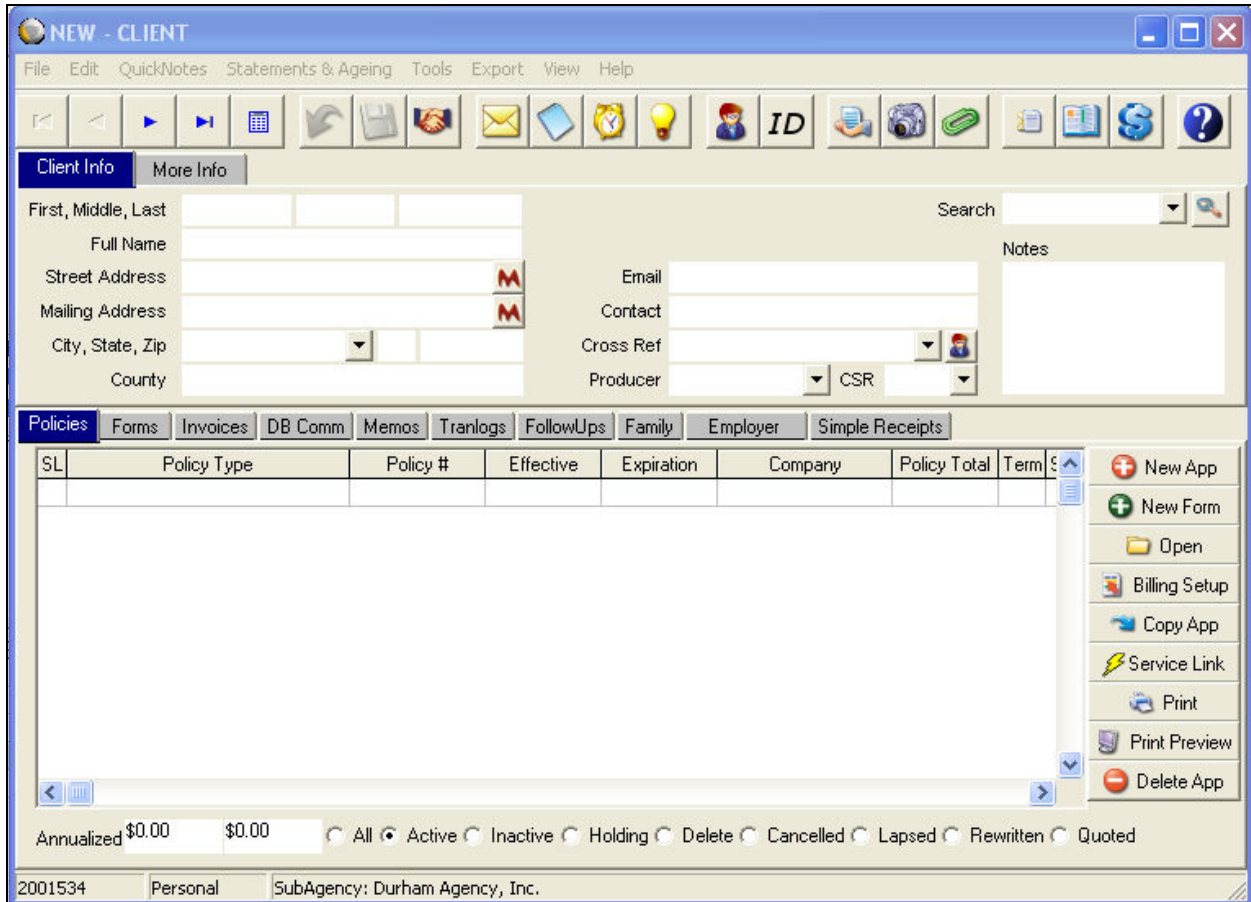 NEW - CLIENT
File Edit QuickNotes Statements & Ageing Tools Export View Help
ID
Client Info More Info
First, Middle, Last Search
Full Name Notes
Street Address Email
Mailing Address Contact
City, State, Zip Cross Ref
County Producer CSR
Policies Forms Invoices DB Comm Memos Tranlogs FollowUps Family Employer Simple Receipts
SL Policy Type Policy # Effective Expiration Company Policy Total Term S
New App
New Form
Open
Billing Setup
Copy App
Service Link
Print
Print Preview
Delete App
Annualized $0.00 $0.00 All Active Inactive Holding Delete Cancelled Lapsed Rewritten Quoted
2001534 Personal SubAgency: Durham Agency, Inc.